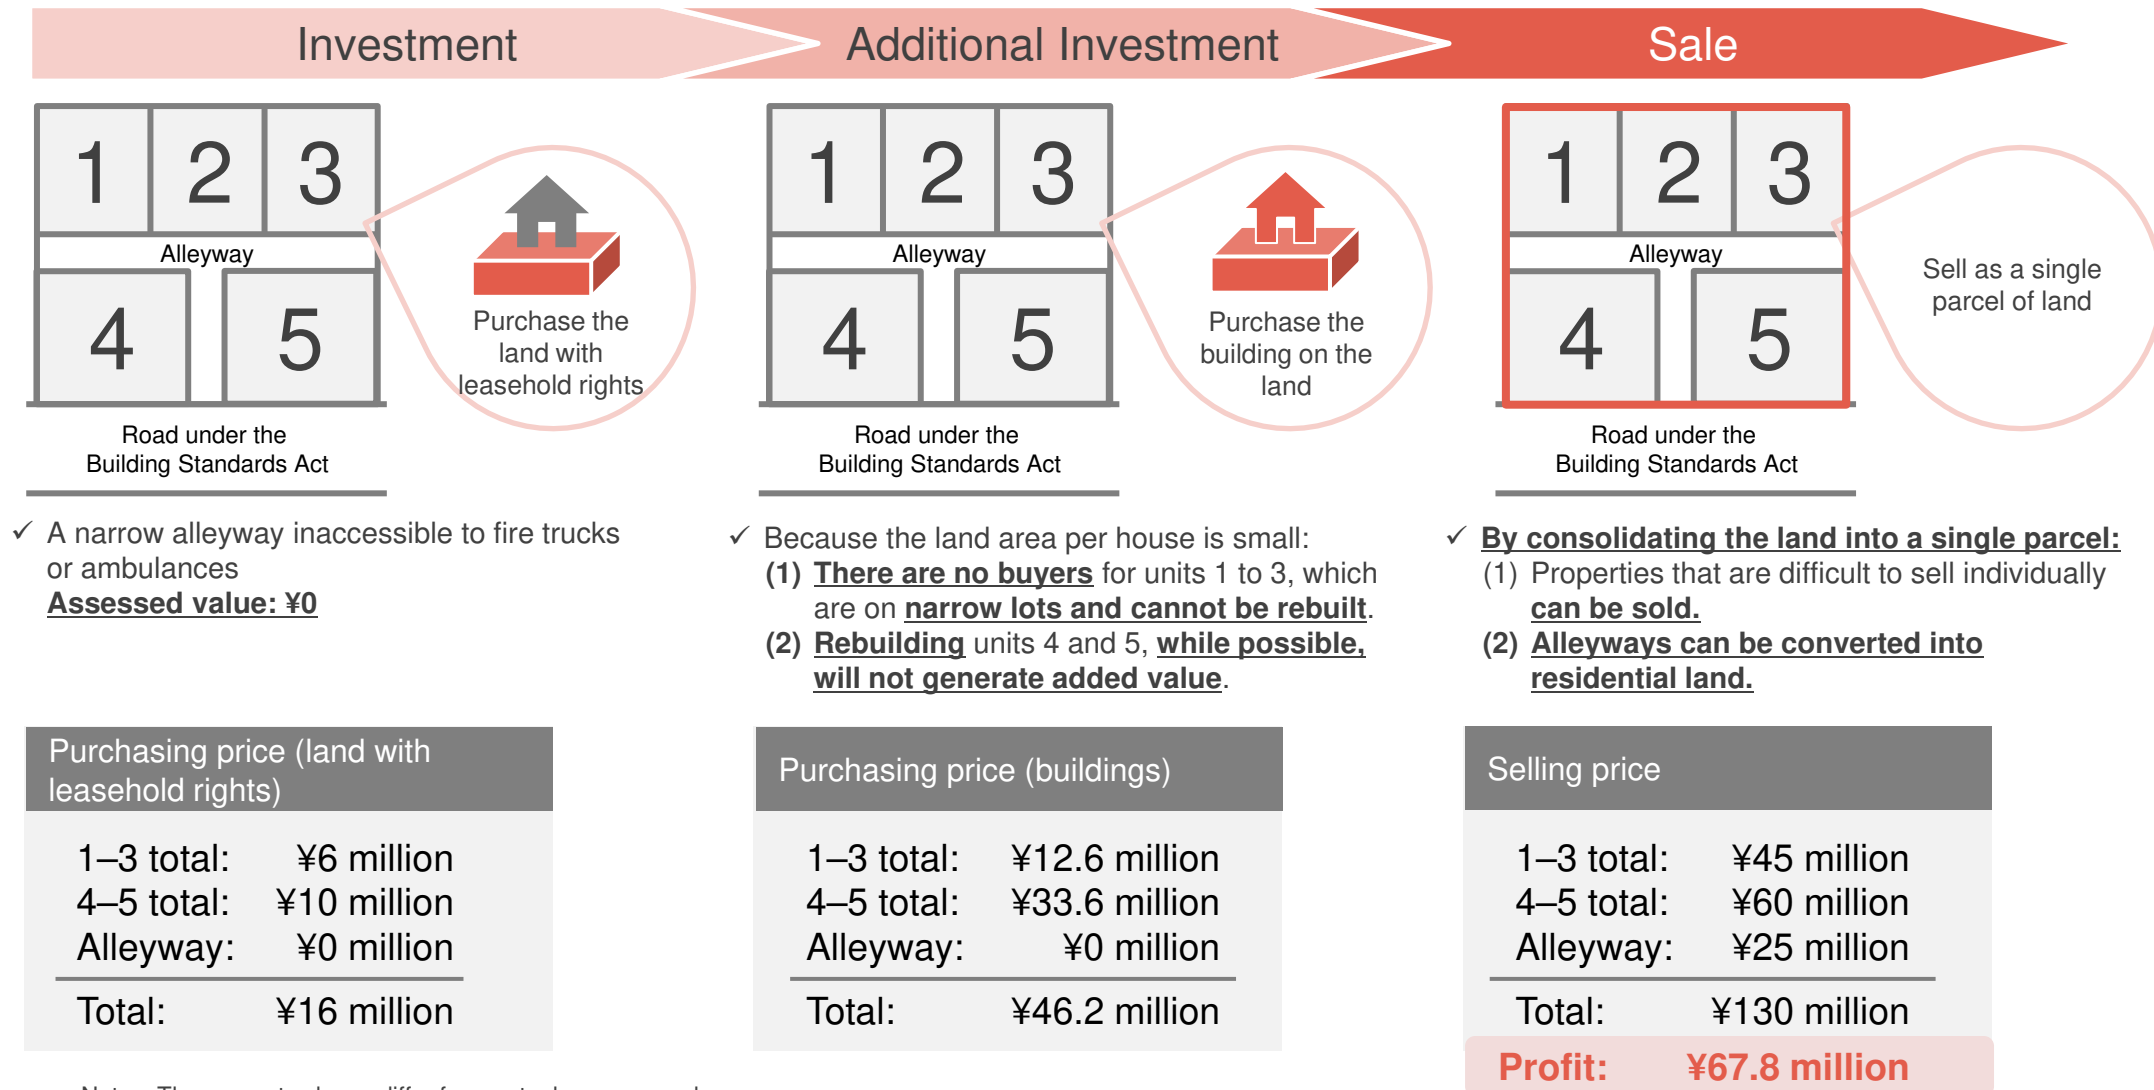 Investment
Additional Investment
Sale
1 2 3
Alleyway
4 5
Road under the
Building Standards Act
Purchase the
land with
leasehold rights
1 2 3
Alleyway
4 5
Road under the
Building Standards Act
Purchase the
building on the
land
1 2 3
Alleyway
4 5
Road under the
Building Standards Act
Sell as a single
parcel of land
✓ A narrow alleyway inaccessible to fire trucks
or ambulances
Assessed value: ¥0
✓ Because the land area per house is small:
(1) There are no buyers for units 1 to 3, which
are on narrow lots and cannot be rebuilt.
(2) Rebuilding units 4 and 5, while possible,
will not generate added value.
✓ By consolidating the land into a single parcel:
(1) Properties that are difficult to sell individually
can be sold.
(2) Alleyways can be converted into
residential land.
Purchasing price (land with
leasehold rights)
1–3 total: ¥6 million
4–5 total: ¥10 million
Alleyway: ¥0 million
Total: ¥16 million
Purchasing price (buildings)
1–3 total: ¥12.6 million
4–5 total: ¥33.6 million
Alleyway: ¥0 million
Total: ¥46.2 million
Selling price
1–3 total: ¥45 million
4–5 total: ¥60 million
Alleyway: ¥25 million
Total: ¥130 million
Profit: ¥67.8 million